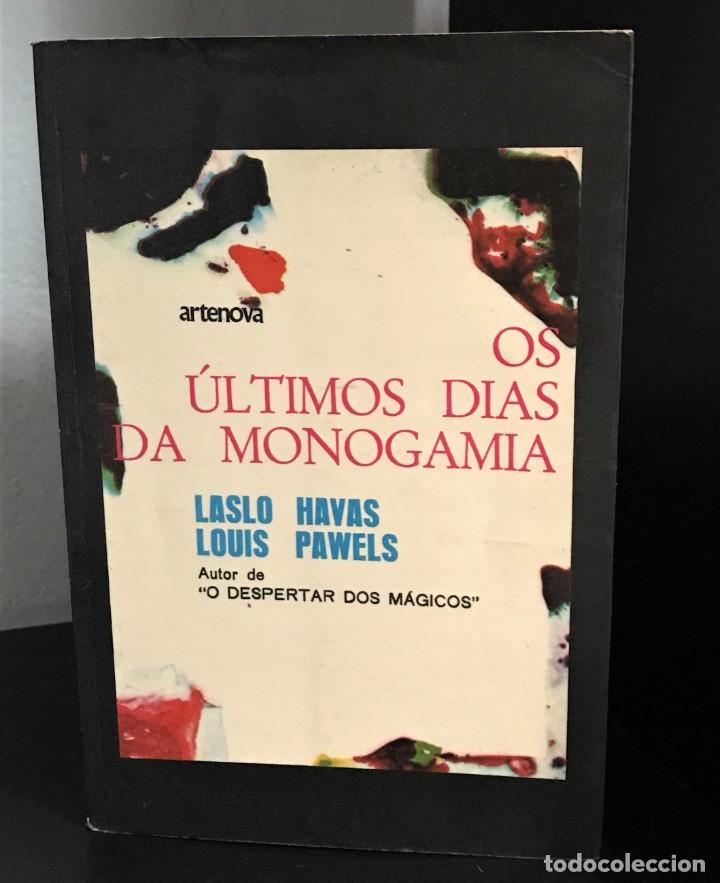 artenova
OS
ÚLTIMOS DIAS
DA MONOGAMIA
LASLO HAVAS
LOUIS PAWELS
Autor de
"O DESPERTAR DOS MÁGICOS"
todocoleccion